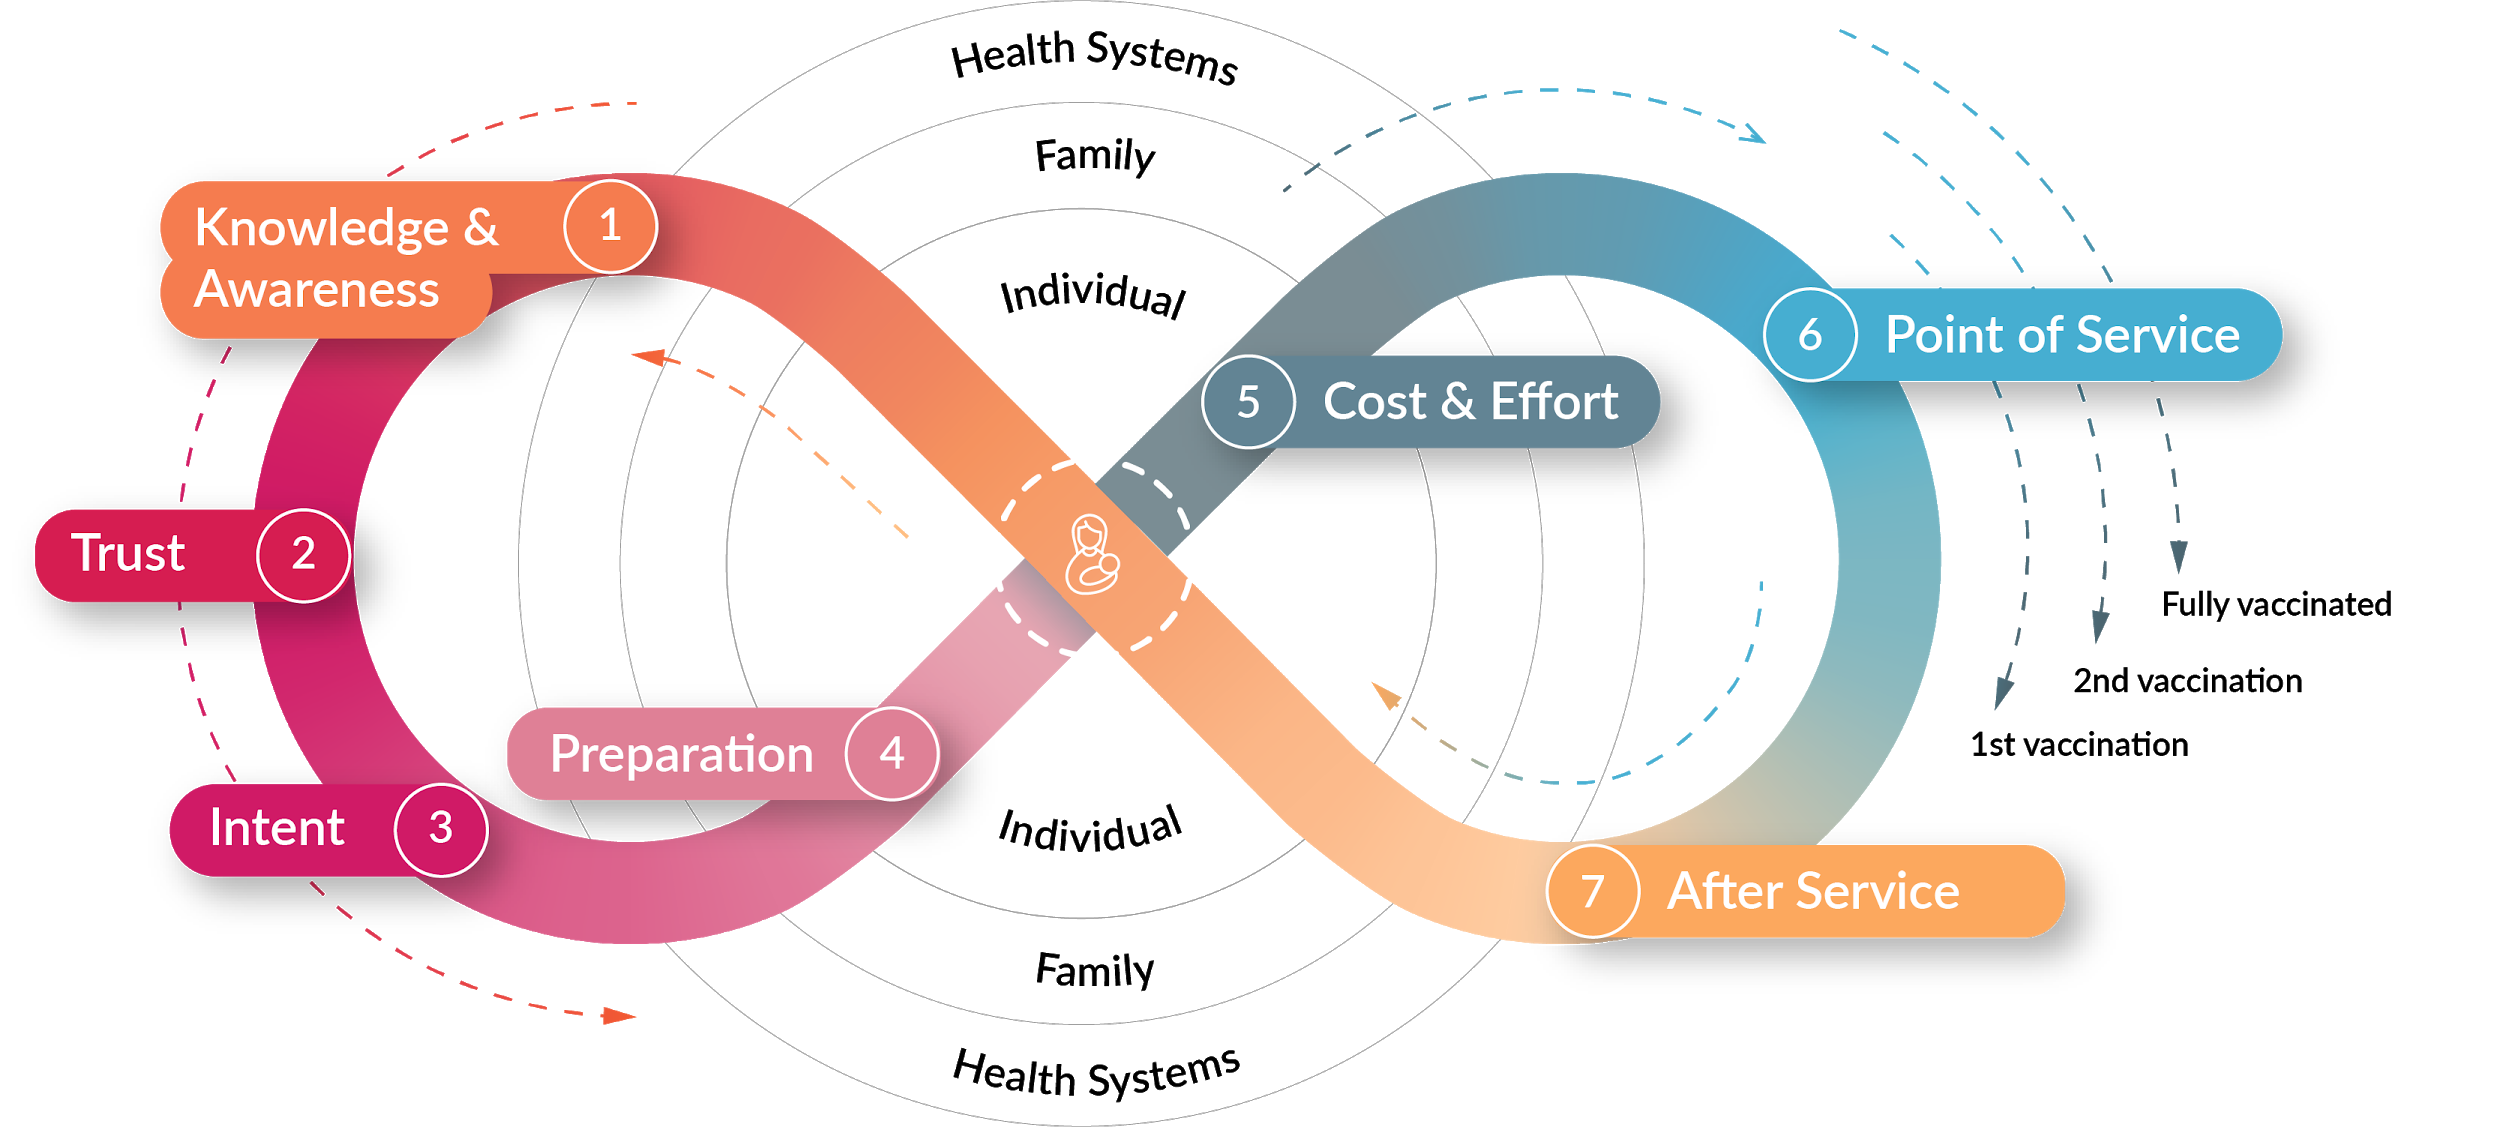 Health Systems
Family
Individual
Knowledge &
Awareness
1
Trust
2
Intent
3
Preparation
4
5
Cost & Effort
6
Point of Service
Fully vaccinated
2nd vaccination
1st vaccination
7
After Service
Individual
Family
Health Systems